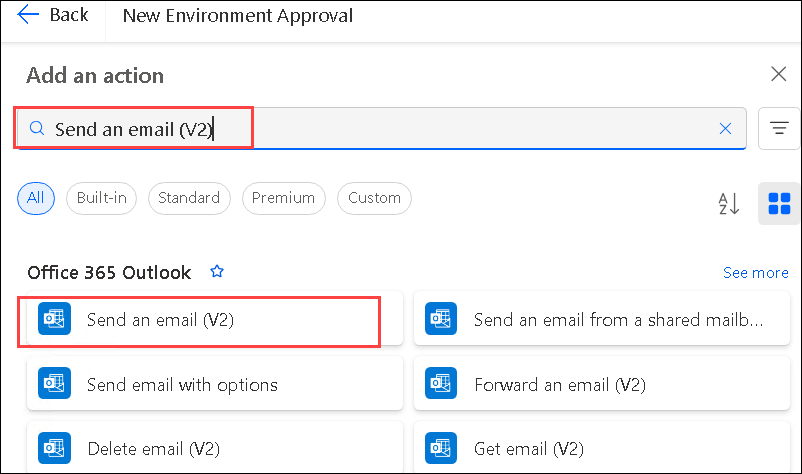 Back New Environment Approval
Add an action
Send an email (V2)
All Built-in Standard Premium Custom
A
Z
Office 365 Outlook See more
Send an email (V2) Send an email from a shared mailb...
Send email with options Forward an email (V2)
Delete email (V2) Get email (V2)